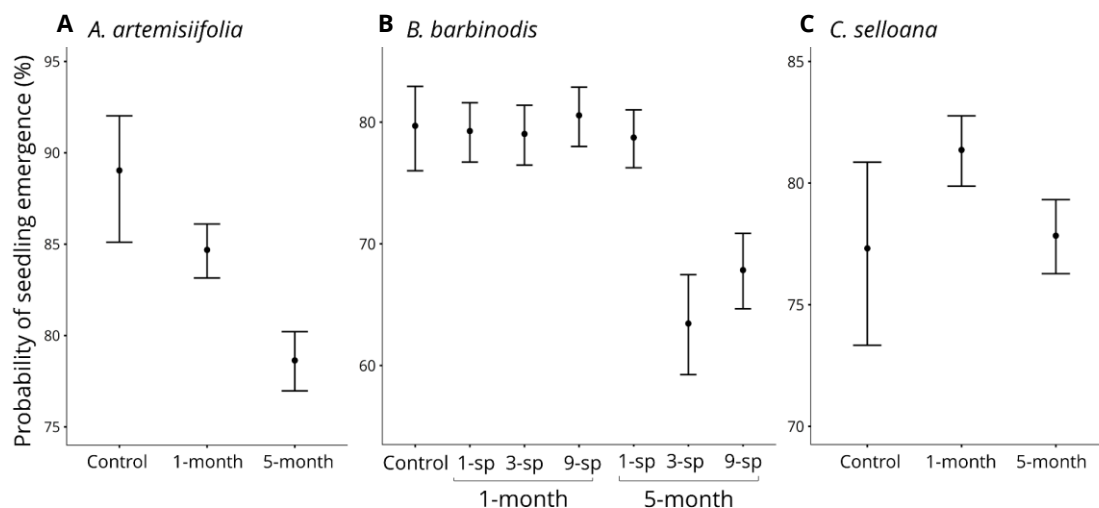 A A. artemisiifolia
Probability of seedling emergence (%)
95
90
85
80
75
Control 1-month 5-month
B B. barbinodis
80
70
60
Control 1-sp 3-sp 9-sp 1-sp 3-sp 9-sp
1-month 5-month
C C. selloana
85
80
75
70
Control 1-month 5-month